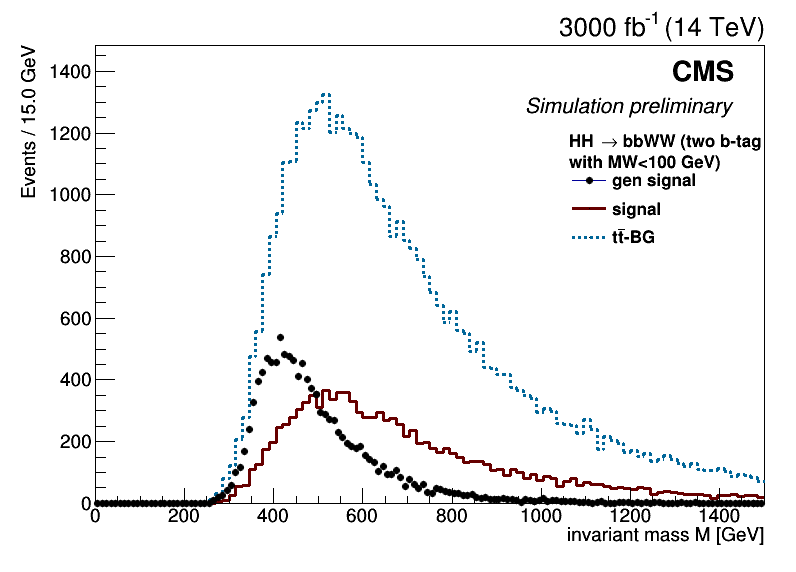 3000 fb⁻¹ (14 TeV)
CMS
Simulation preliminary
HH → bbWW (two b-tag
with MW<100 GeV)
gen signal
signal
tt̄-BG
Events / 15.0 GeV
1400
1200
1000
800
600
400
200
0
0 200 400 600 800 1000 1200 1400
invariant mass M [GeV]